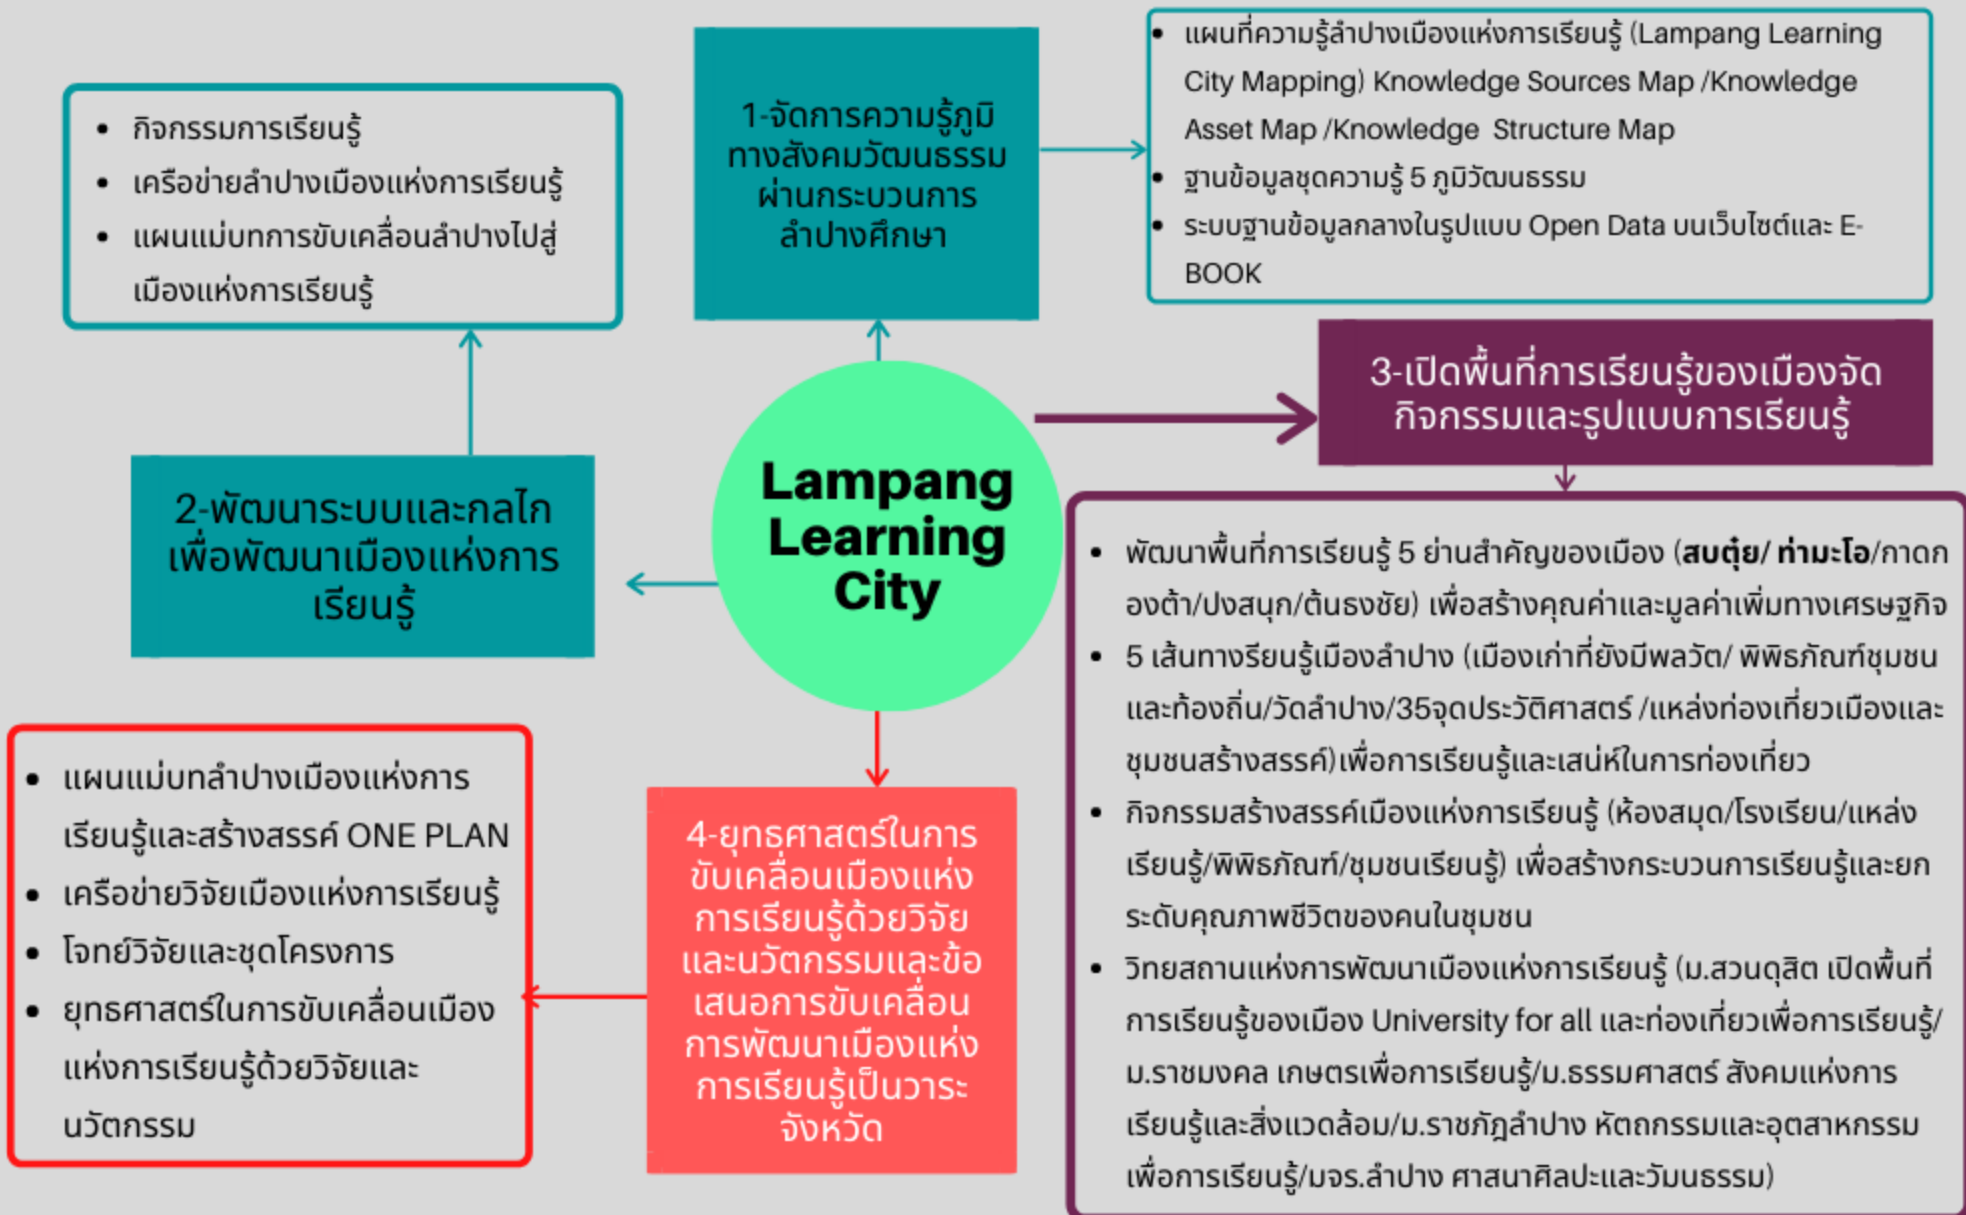 1-จัดการความรู้ภูมิ
ทางสังคมวัฒนธรรม
ผ่านกระบวนการ
ลำปางศึกษา
แผนที่ความรู้ลำปางเมืองแห่งการเรียนรู้ (Lampang Learning
City Mapping) Knowledge Sources Map /Knowledge
Asset Map /Knowledge Structure Map
ฐานข้อมูลชุดความรู้ 5 ภูมิวัฒนธรรม
ระบบฐานข้อมูลกลางในรูปแบบ Open Data บนเว็บไซต์และ E-
BOOK
กิจกรรมการเรียนรู้
เครือข่ายลำปางเมืองแห่งการเรียนรู้
แผนแม่บทการขับเคลื่อนลำปางไปสู่
เมืองแห่งการเรียนรู้
2-พัฒนาระบบและกลไก
เพื่อพัฒนาเมืองแห่งการ
เรียนรู้
Lampang
Learning
City
3-เปิดพื้นที่การเรียนรู้ของเมืองจัด
กิจกรรมและรูปแบบการเรียนรู้
พัฒนาพื้นที่การเรียนรู้ 5 ย่านสำคัญของเมือง (สบตุ๋ย/ ท่ามะโอ/กาดก
องต้า/ปงสนุก/ต้นธงชัย) เพื่อสร้างคุณค่าและมูลค่าเพิ่มทางเศรษฐกิจ
5 เส้นทางรียนรู้เมืองลำปาง (เมืองเก่าที่ยังมีพลวัต/ พิพิธภัณฑ์ชุมชน
และท้องถิ่น/วัดลำปาง/35จุดประวัติศาสตร์ /แหล่งท่องเที่ยวเมืองและ
ชุมชนสร้างสรรค์)เพื่อการเรียนรู้และเสน่ห์ในการท่องเที่ยว
กิจกรรมสร้างสรรค์เมืองแห่งการเรียนรู้ (ห้องสมุด/โรงเรียน/แหล่ง
เรียนรู้/พิพิธภัณฑ์/ชุมชนเรียนรู้) เพื่อสร้างกระบวนการเรียนรู้และยก
ระดับคุณภาพชีวิตของคนในชุมชน
วิทยสถานแห่งการพัฒนาเมืองแห่งการเรียนรู้ (ม.สวนดุสิต เปิดพื้นที่
การเรียนรู้ของเมือง University for all และท่องเที่ยวเพื่อการเรียนรู้/
ม.ราชมงคล เกษตรเพื่อการเรียนรู้/ม.ธรรมศาสตร์ สังคมแห่งการ
เรียนรู้และสิ่งแวดล้อม/ม.ราชภัฎลำปาง หัตถกรรมและอุตสาหกรรม
เพื่อการเรียนรู้/มจร.ลำปาง ศาสนาศิลปะและวัมนธรรม)
4-ยุทธศาสตร์ในการ
ขับเคลื่อนเมืองแห่ง
การเรียนรู้ด้วยวิจัย
และนวัตกรรมและข้อ
เสนอการขับเคลื่อน
การพัฒนาเมืองแห่ง
การเรียนรู้เป็นวาระ
จังหวัด
แผนแม่บทลำปางเมืองแห่งการ
เรียนรู้และสร้างสรรค์ ONE PLAN
เครือข่ายวิจัยเมืองแห่งการเรียนรู้
โจทย์วิจัยและชุดโครงการ
ยุทธศาสตร์ในการขับเคลื่อนเมือง
แห่งการเรียนรู้ด้วยวิจัยและ
นวัตกรรม